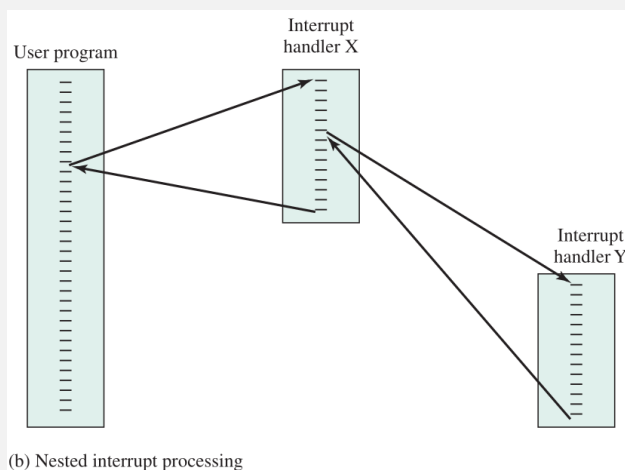 Interrupt
handler X
User program
Interrupt
handler Y
(b) Nested interrupt processing